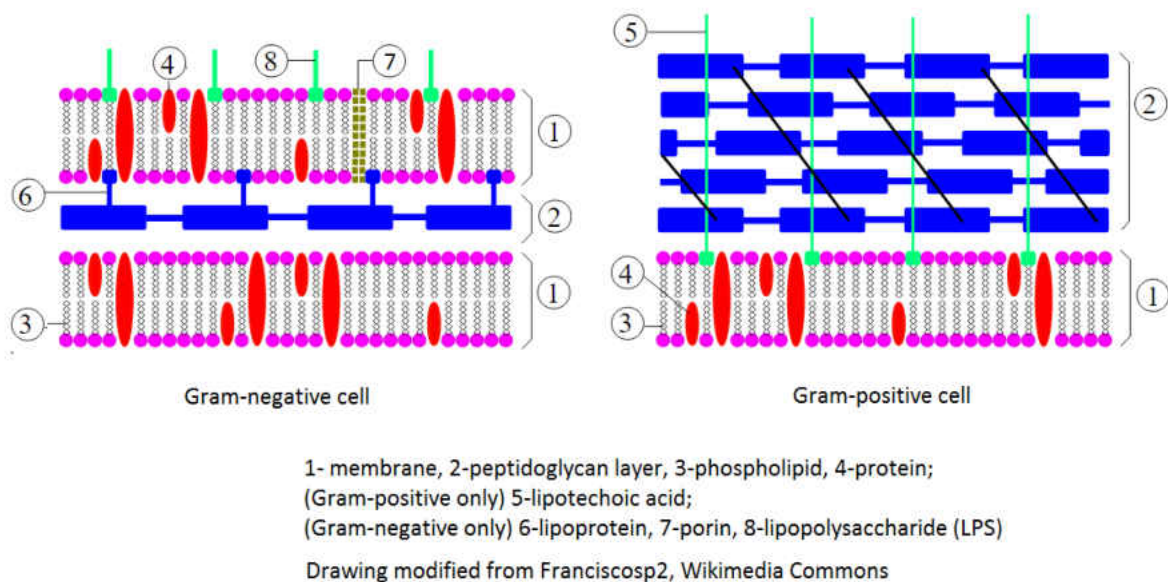 4
8
7
1
6
2
3
1
Gram-negative cell
5
2
4
3
1
Gram-positive cell
1- membrane, 2-peptidoglycan layer, 3-phospholipid, 4-protein;
(Gram-positive only) 5-lipotechoic acid;
(Gram-negative only) 6-lipoprotein, 7-porin, 8-lipopolysaccharide (LPS)
Drawing modified from Franciscosp2, Wikimedia Commons